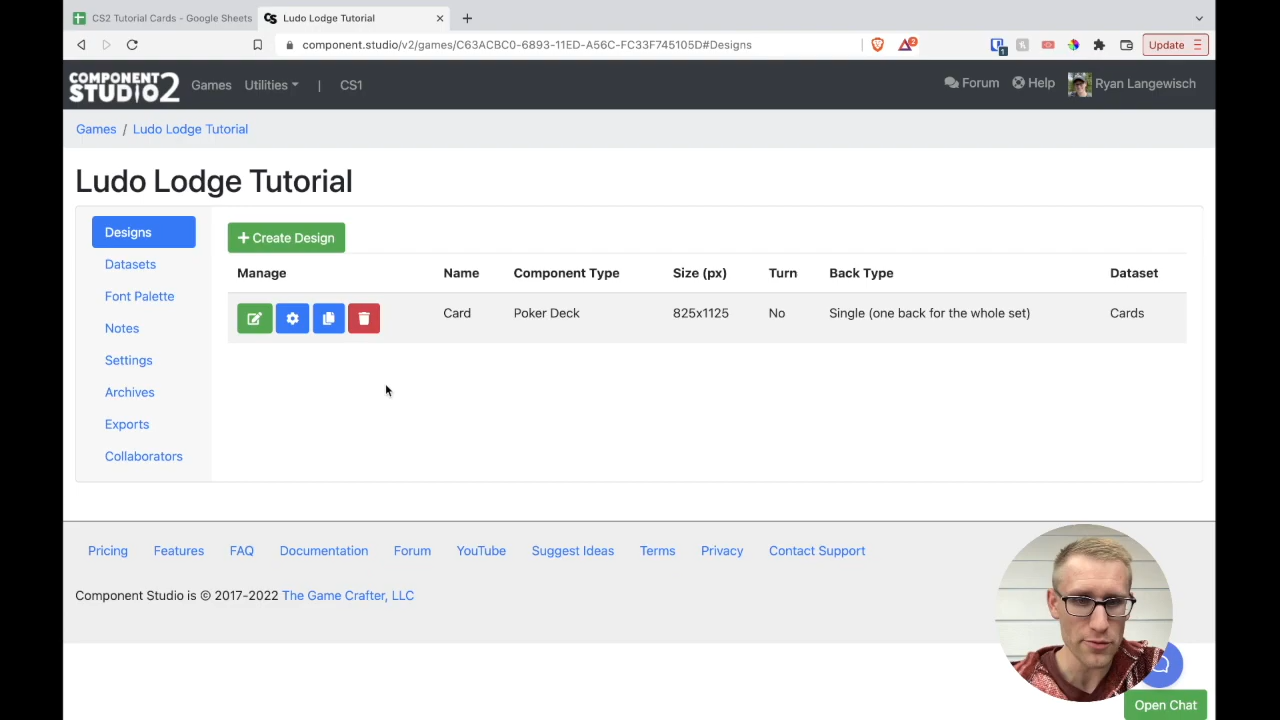 CS2 Tutorial Cards - Google Sheets
Ludo Lodge Tutorial
component.studio/v2/games/C63ACBC0-6893-11ED-A56C-FC33F745105D#Designs
2
1
Update
COMPONENT STUDIO2
Games
Utilities
|
CS1
Forum
Help
Ryan Langewisch
Games / Ludo Lodge Tutorial
Ludo Lodge Tutorial
Designs
Datasets
Font Palette
Notes
Settings
Archives
Exports
Collaborators
+ Create Design
Manage Name Component Type Size (px) Turn Back Type Dataset
Card Poker Deck 825x1125 No Single (one back for the whole set) Cards
Pricing Features FAQ Documentation Forum YouTube Suggest Ideas Terms Privacy Contact Support
Component Studio is © 2017-2022 The Game Crafter, LLC
Open Chat